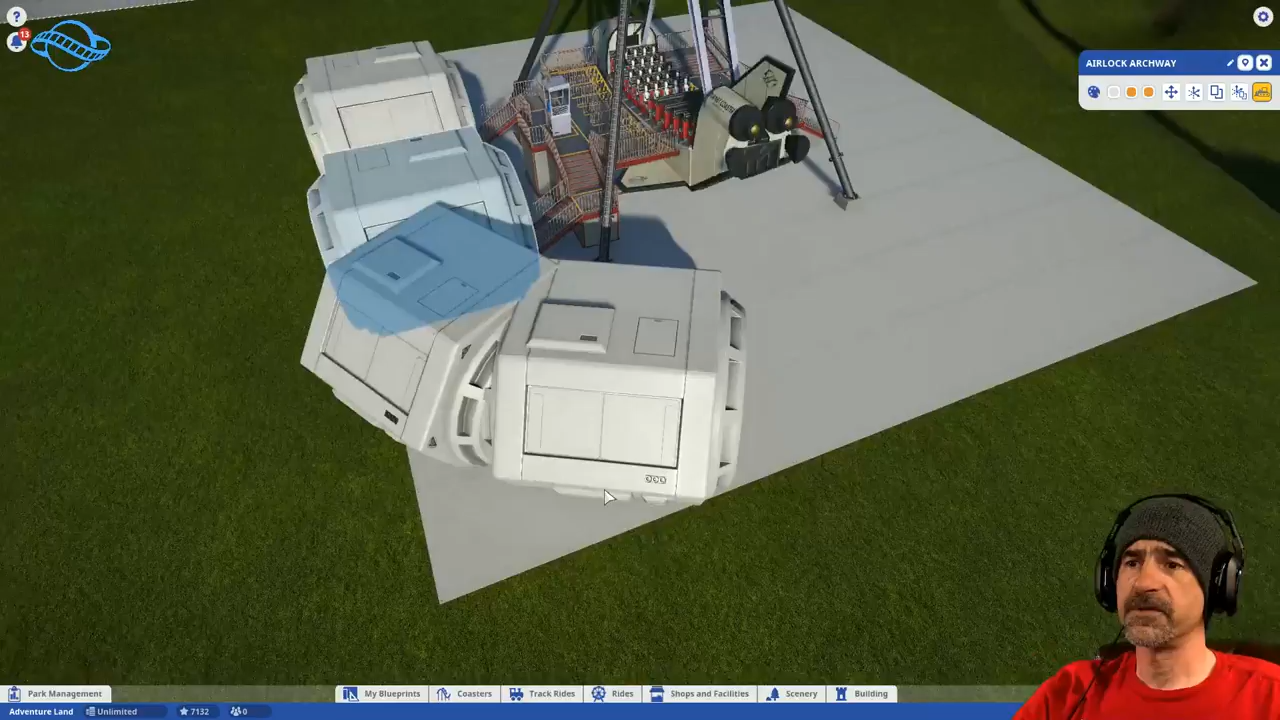 ?
13
AIRLOCK ARCHWAY
Park Management
My Blueprints
Coasters
Track Rides
Rides
Shops and Facilities
Scenery
Building
Adventure Land
Unlimited
7132
0